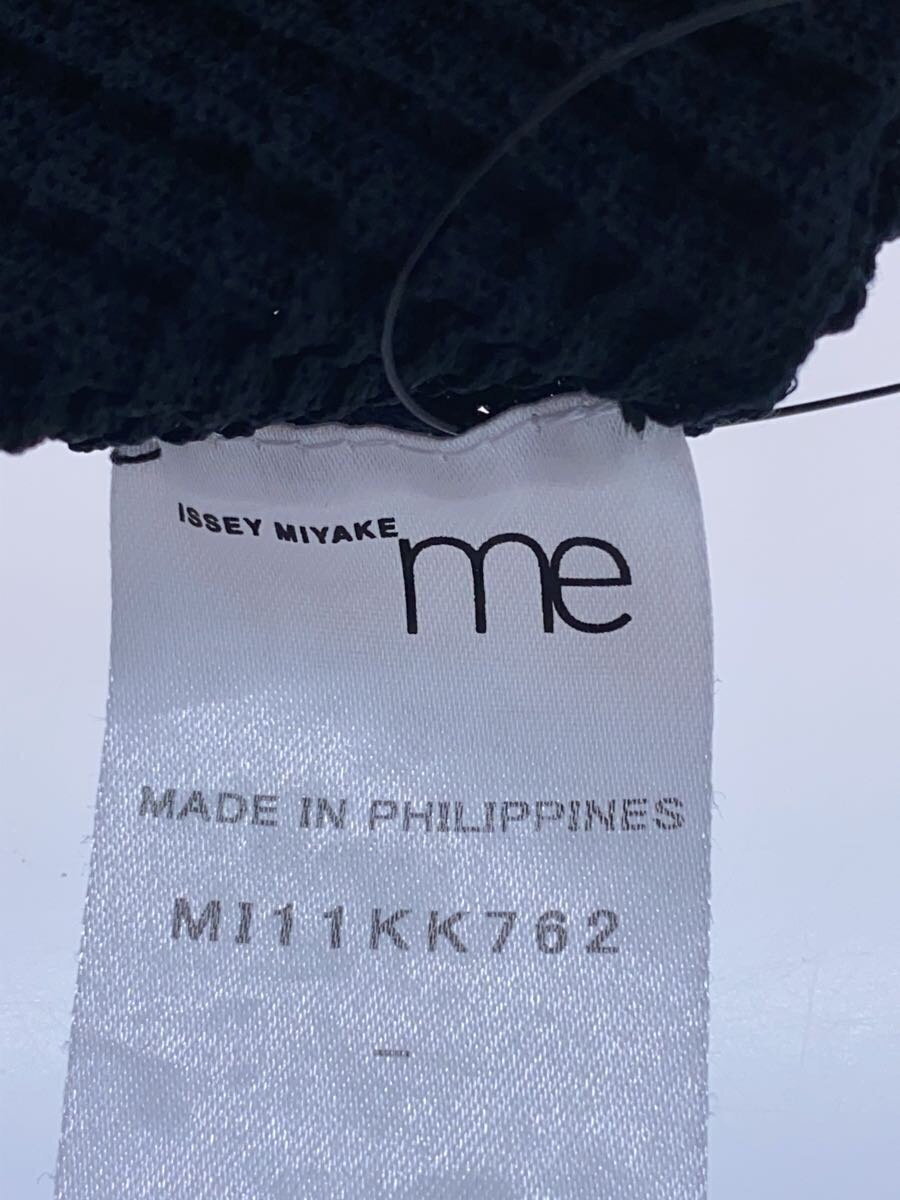 ISSEY MIYAKE
me
MADE IN PHILIPPINES
MI11KK762
-